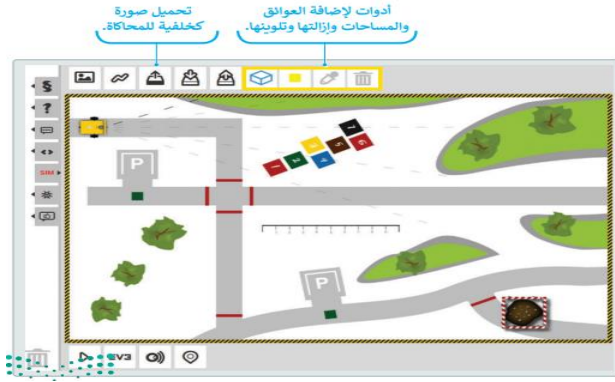 أدوات لإضافة العوائق
والمساحات وإزالتها وتلوينها.
تحميل صورة
كخلفية للمحاكاة.
?
SIM
P
P
EV3